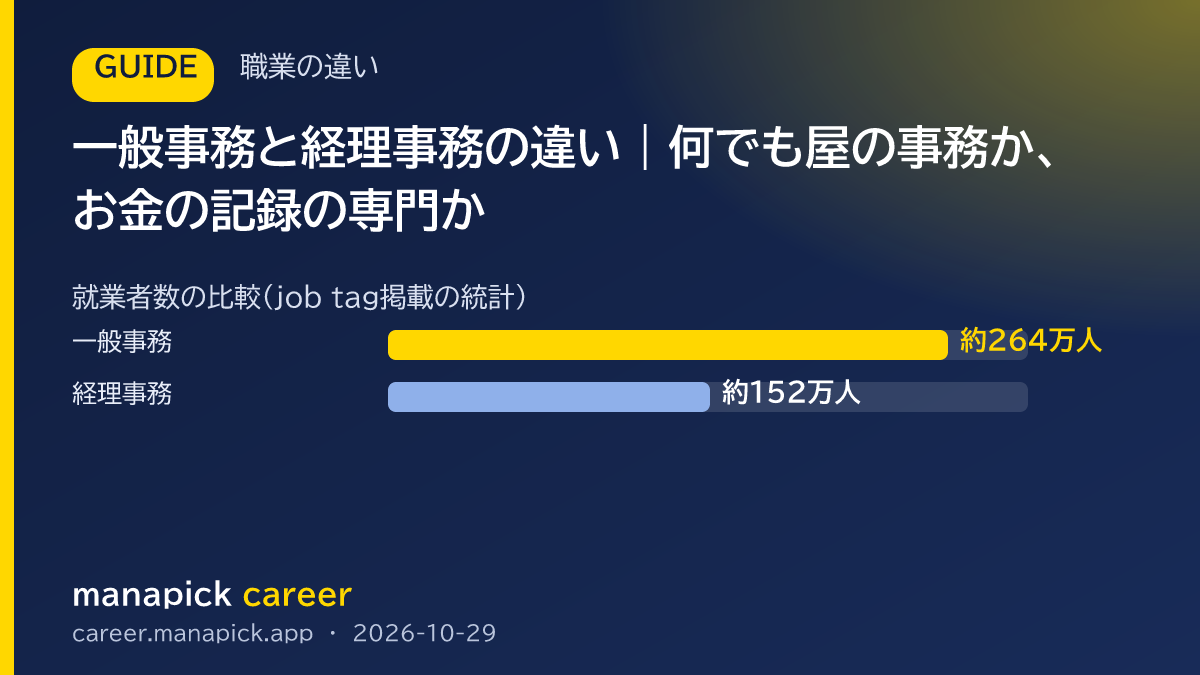 GUIDE 職業の違い
一般事務と経理事務の違い｜何でも屋の事務か、
お金の記録の専門か
就業者数の比較（job tag掲載の統計）
一般事務 約264万人
経理事務 約152万人
manapick career
career.manapick.app ・ 2026-10-29